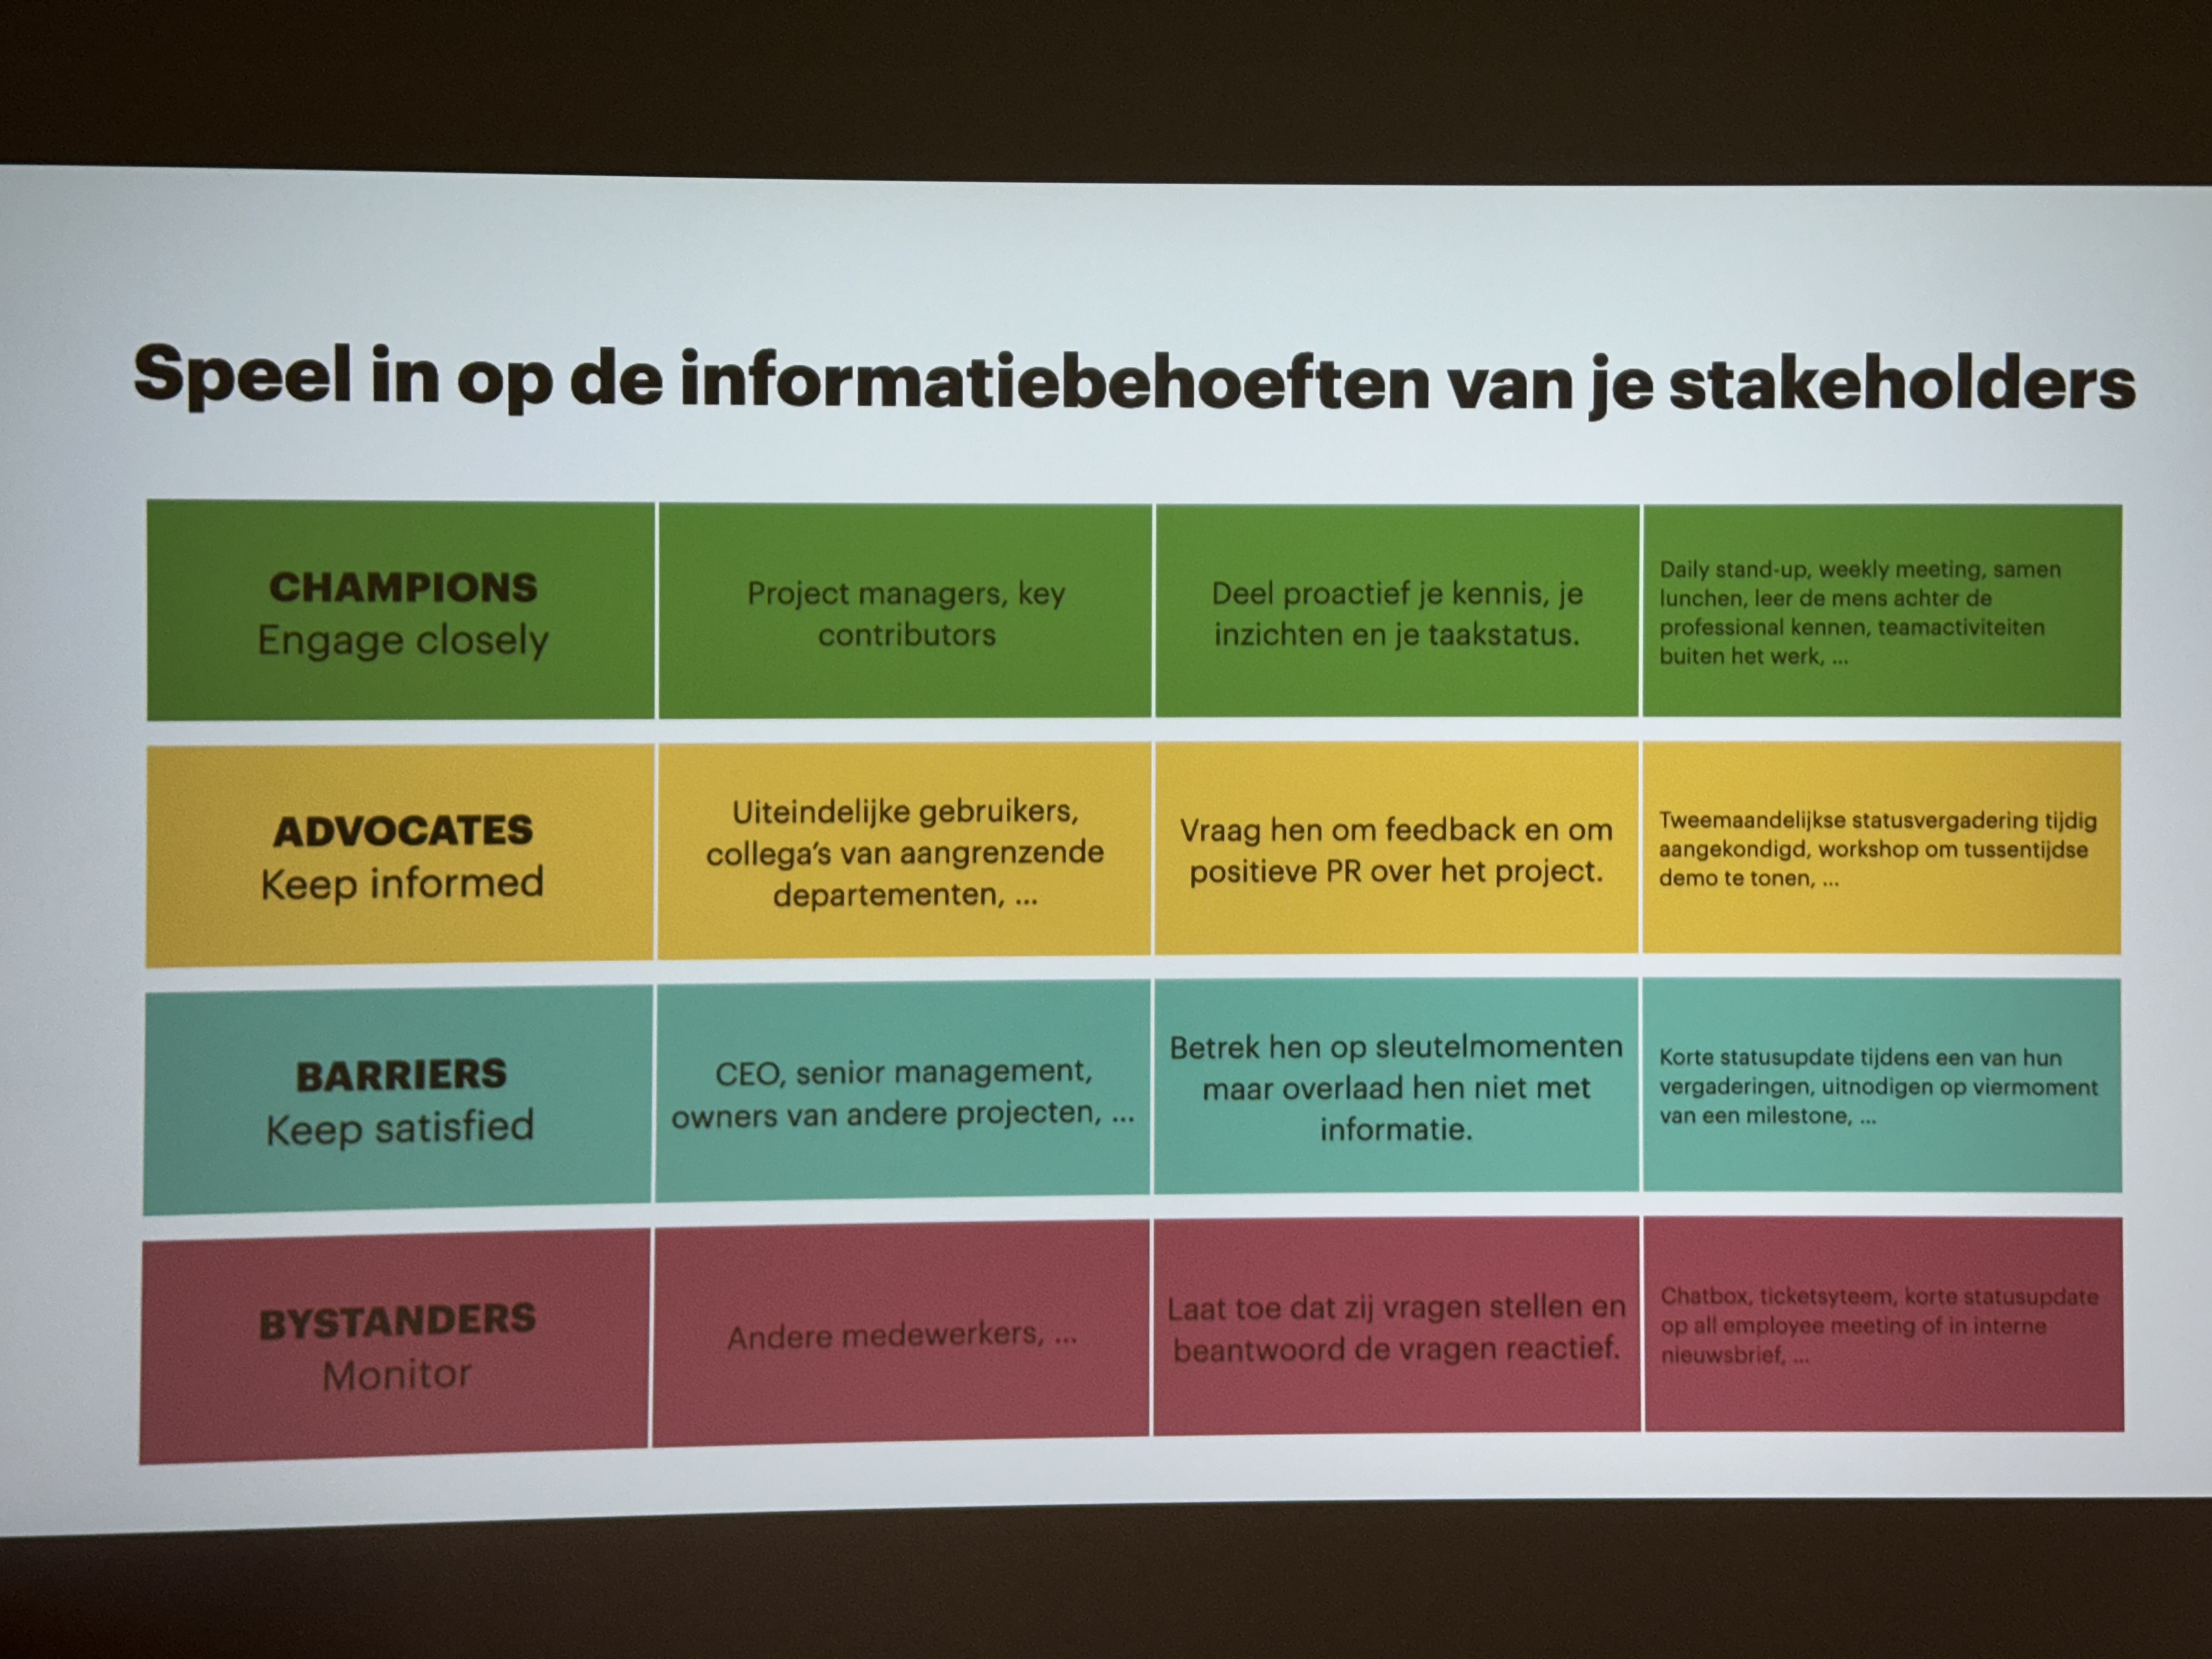 Speel in op de informatiebehoeften van je stakeholders
CHAMPIONS
Engage closely
Project managers, key
contributors
Deel proactief je kennis, je
inzichten en je taakstatus.
Daily stand-up, weekly meeting, samen
lunchen, leer de mens achter de
professional kennen, teamactiviteiten
buiten het werk, ...
ADVOCATES
Keep informed
Uiteindelijke gebruikers,
collega's van aangrenzende
departementen, ...
Vraag hen om feedback en om
positieve PR over het project.
Tweemaandelijkse statusvergadering tijdig
aangekondigd, workshop om tussentijdse
demo te tonen, ...
BARRIERS
Keep satisfied
CEO, senior management,
owners van andere projecten, ...
Betrek hen op sleutelmomenten
maar overlaad hen niet met
informatie.
Korte statusupdate tijdens een van hun
vergaderingen, uitnodigen op viermoment
van een milestone, ...
BYSTANDERS
Monitor
Andere medewerkers, ...
Laat toe dat zij vragen stellen en
beantwoord de vragen reactief.
Chatbox, ticketsyteem, korte statusupdate
op all employee meeting of in interne
nieuwsbrief, ...